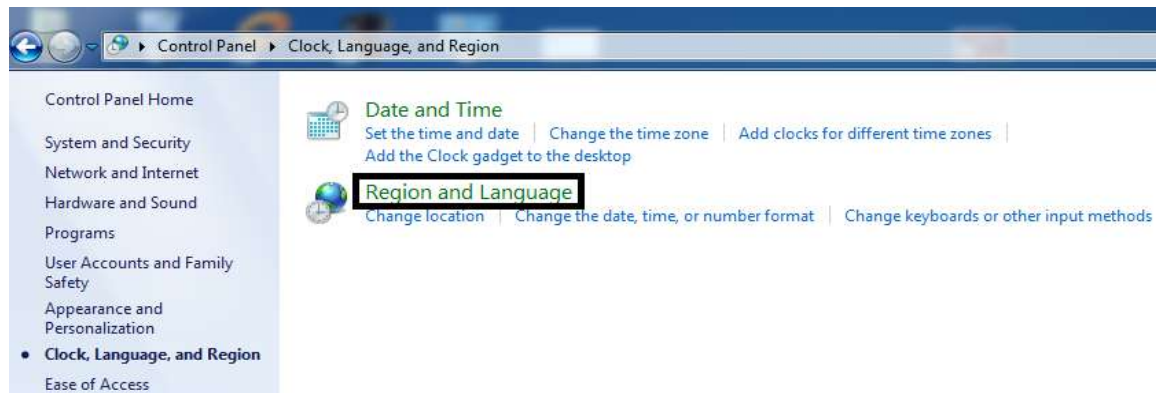 Control Panel Clock, Language, and Region
Control Panel Home
System and Security
Network and Internet
Hardware and Sound
Programs
User Accounts and Family
Safety
Appearance and
Personalization
Clock, Language, and Region
Ease of Access
Date and Time
Set the time and date Change the time zone Add clocks for different time zones
Add the Clock gadget to the desktop
Region and Language
Change location Change the date, time, or number format Change keyboards or other input methods